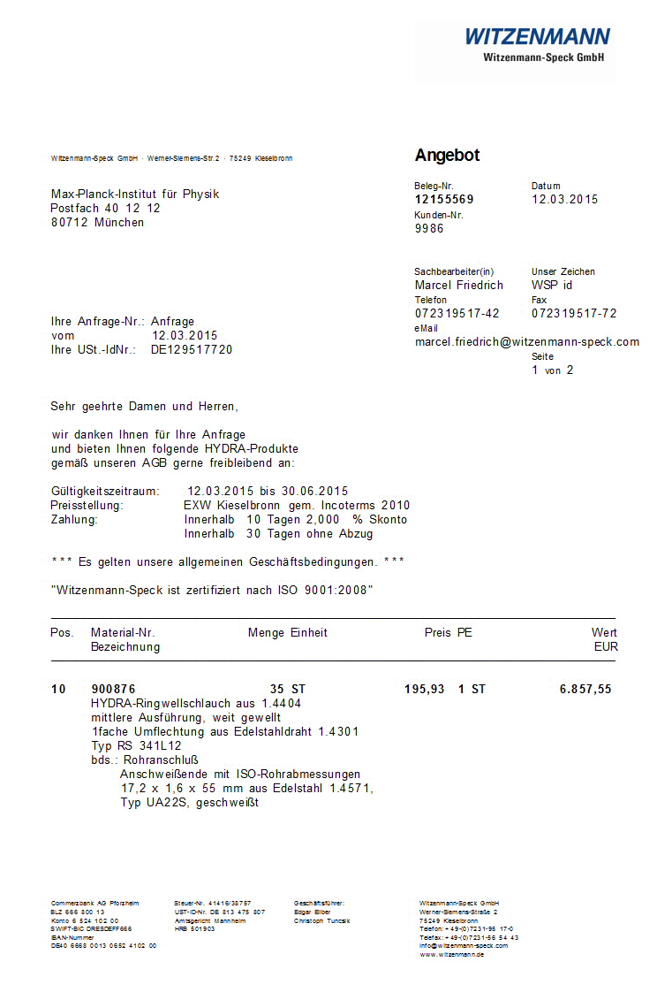 WITZENMANN
Witzenmann-Speck GmbH
Witzenmann-Speck GmbH · Werner-Siemens-Str.2 · 75249 Kieselbronn
Angebot
Max-Planck-Institut für Physik
Postfach 40 12 12
80712 München
Beleg-Nr. Datum
12155569 12.03.2015
Kunden-Nr.
9986
Sachbearbeiter(in) Unser Zeichen
Marcel Friedrich WSP id
Telefon Fax
072319517-42 072319517-72
eMail
marcel.friedrich@witzenmann-speck.com
Seite
1 von 2
Ihre Anfrage-Nr.: Anfrage
vom 12.03.2015
Ihre USt.-IdNr.: DE129517720
Sehr geehrte Damen und Herren,
wir danken Ihnen für Ihre Anfrage
und bieten Ihnen folgende HYDRA-Produkte
gemäß unseren AGB gerne freibleibend an:
Gültigkeitszeitraum: 12.03.2015 bis 30.06.2015
Preisstellung: EXW Kieselbronn gem. Incoterms 2010
Zahlung: Innerhalb 10 Tagen 2,000 % Skonto
Innerhalb 30 Tagen ohne Abzug
*** Es gelten unsere allgemeinen Geschäftsbedingungen. ***
"Witzenmann-Speck ist zertifiziert nach ISO 9001:2008"
Pos. Material-Nr. Menge Einheit Preis PE Wert
Bezeichnung EUR
10 900876 35 ST 195,93 1 ST 6.857,55
HYDRA-Ringwellschlauch aus 1.4404
mittlere Ausführung, weit gewellt
1fache Umflechtung aus Edelstahldraht 1.4301
Typ RS 341L12
bds.: Rohranschluß
Anschweißende mit ISO-Rohrabmessungen
17,2 x 1,6 x 55 mm aus Edelstahl 1.4571,
Typ UA22S, geschweißt
Commerzbank AG Pforzheim
BLZ 666 800 13
Konto 6 524 102 00
SWIFT-BIC DRESDEFF666
IBAN-Nummer
DE40 6668 0013 0652 4102 00
Steuer-Nr. 41416/38757
UST-ID-Nr. DE 813 475 807
Amtsgericht Mannheim
HRB 501903
Geschäftsführer:
Edgar Elber
Christoph Tuncsik
Witzenmann-Speck GmbH
Werner-Siemens-Straße 2
75249 Kieselbronn
Telefon: + 49-(0)7231-95 17-0
Telefax: + 49-(0)7231-56 54 43
info@witzenmann-speck.com
www.witzenmann.de